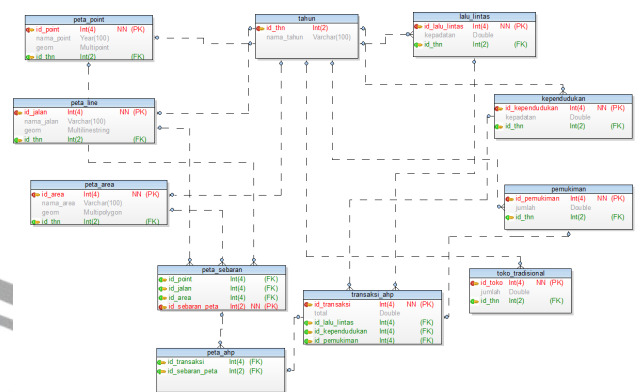 peta_point
id_point Int(4) NN (PK)
nama_point Year(100)
geom Multipoint
id_thn Int(2) (FK)
tahun
id_thn Int(2)
nama_tahun Varchar(100)
lalu_lintas
id_lalu_lintas Int(4) NN (PK)
kepadatan Double
id_thn Int(2) (FK)
peta_line
id_jalan Int(4) NN (PK)
nama_jalan Varchar(100)
geom Multilinestring
id_thn Int(2) (FK)
kependudukan
id_kependudukan Int(4) NN (PK)
kepadatan Double
id_thn Int(2) (FK)
peta_area
id_area Int(4) NN (PK)
nama_area Varchar(100)
geom Multipolygon
id_thn Int(2) (FK)
pemukiman
id_pemukiman Int(4) NN (PK)
jumlah Double
id_thn Int(2) (FK)
peta_sebaran
id_point Int(4) (FK)
id_jalan Int(4) (FK)
id_area Int(4) (FK)
id_sebaran_peta Int(2) NN (PK)
toko_tradisional
id_toko Int(4) NN (PK)
jumlah Double
id_thn Int(2) (FK)
transaksi_ahp
id_transaksi Int(4) NN (PK)
total Double
id_lalu_lintas Int(4) (FK)
id_kependudukan Int(4) (FK)
id_pemukiman Int(4) (FK)
peta_ahp
id_transaksi Int(4) (FK)
id_sebaran_peta Int(2) (FK)